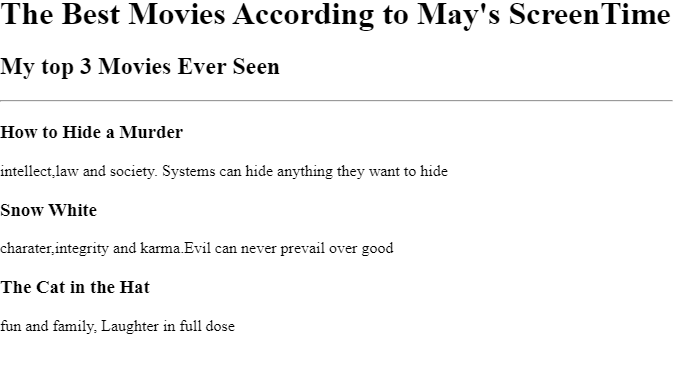 The Best Movies According to May's ScreenTime
My top 3 Movies Ever Seen
How to Hide a Murder
intellect,law and society. Systems can hide anything they want to hide
Snow White
charater,integrity and karma.Evil can never prevail over good
The Cat in the Hat
fun and family, Laughter in full dose